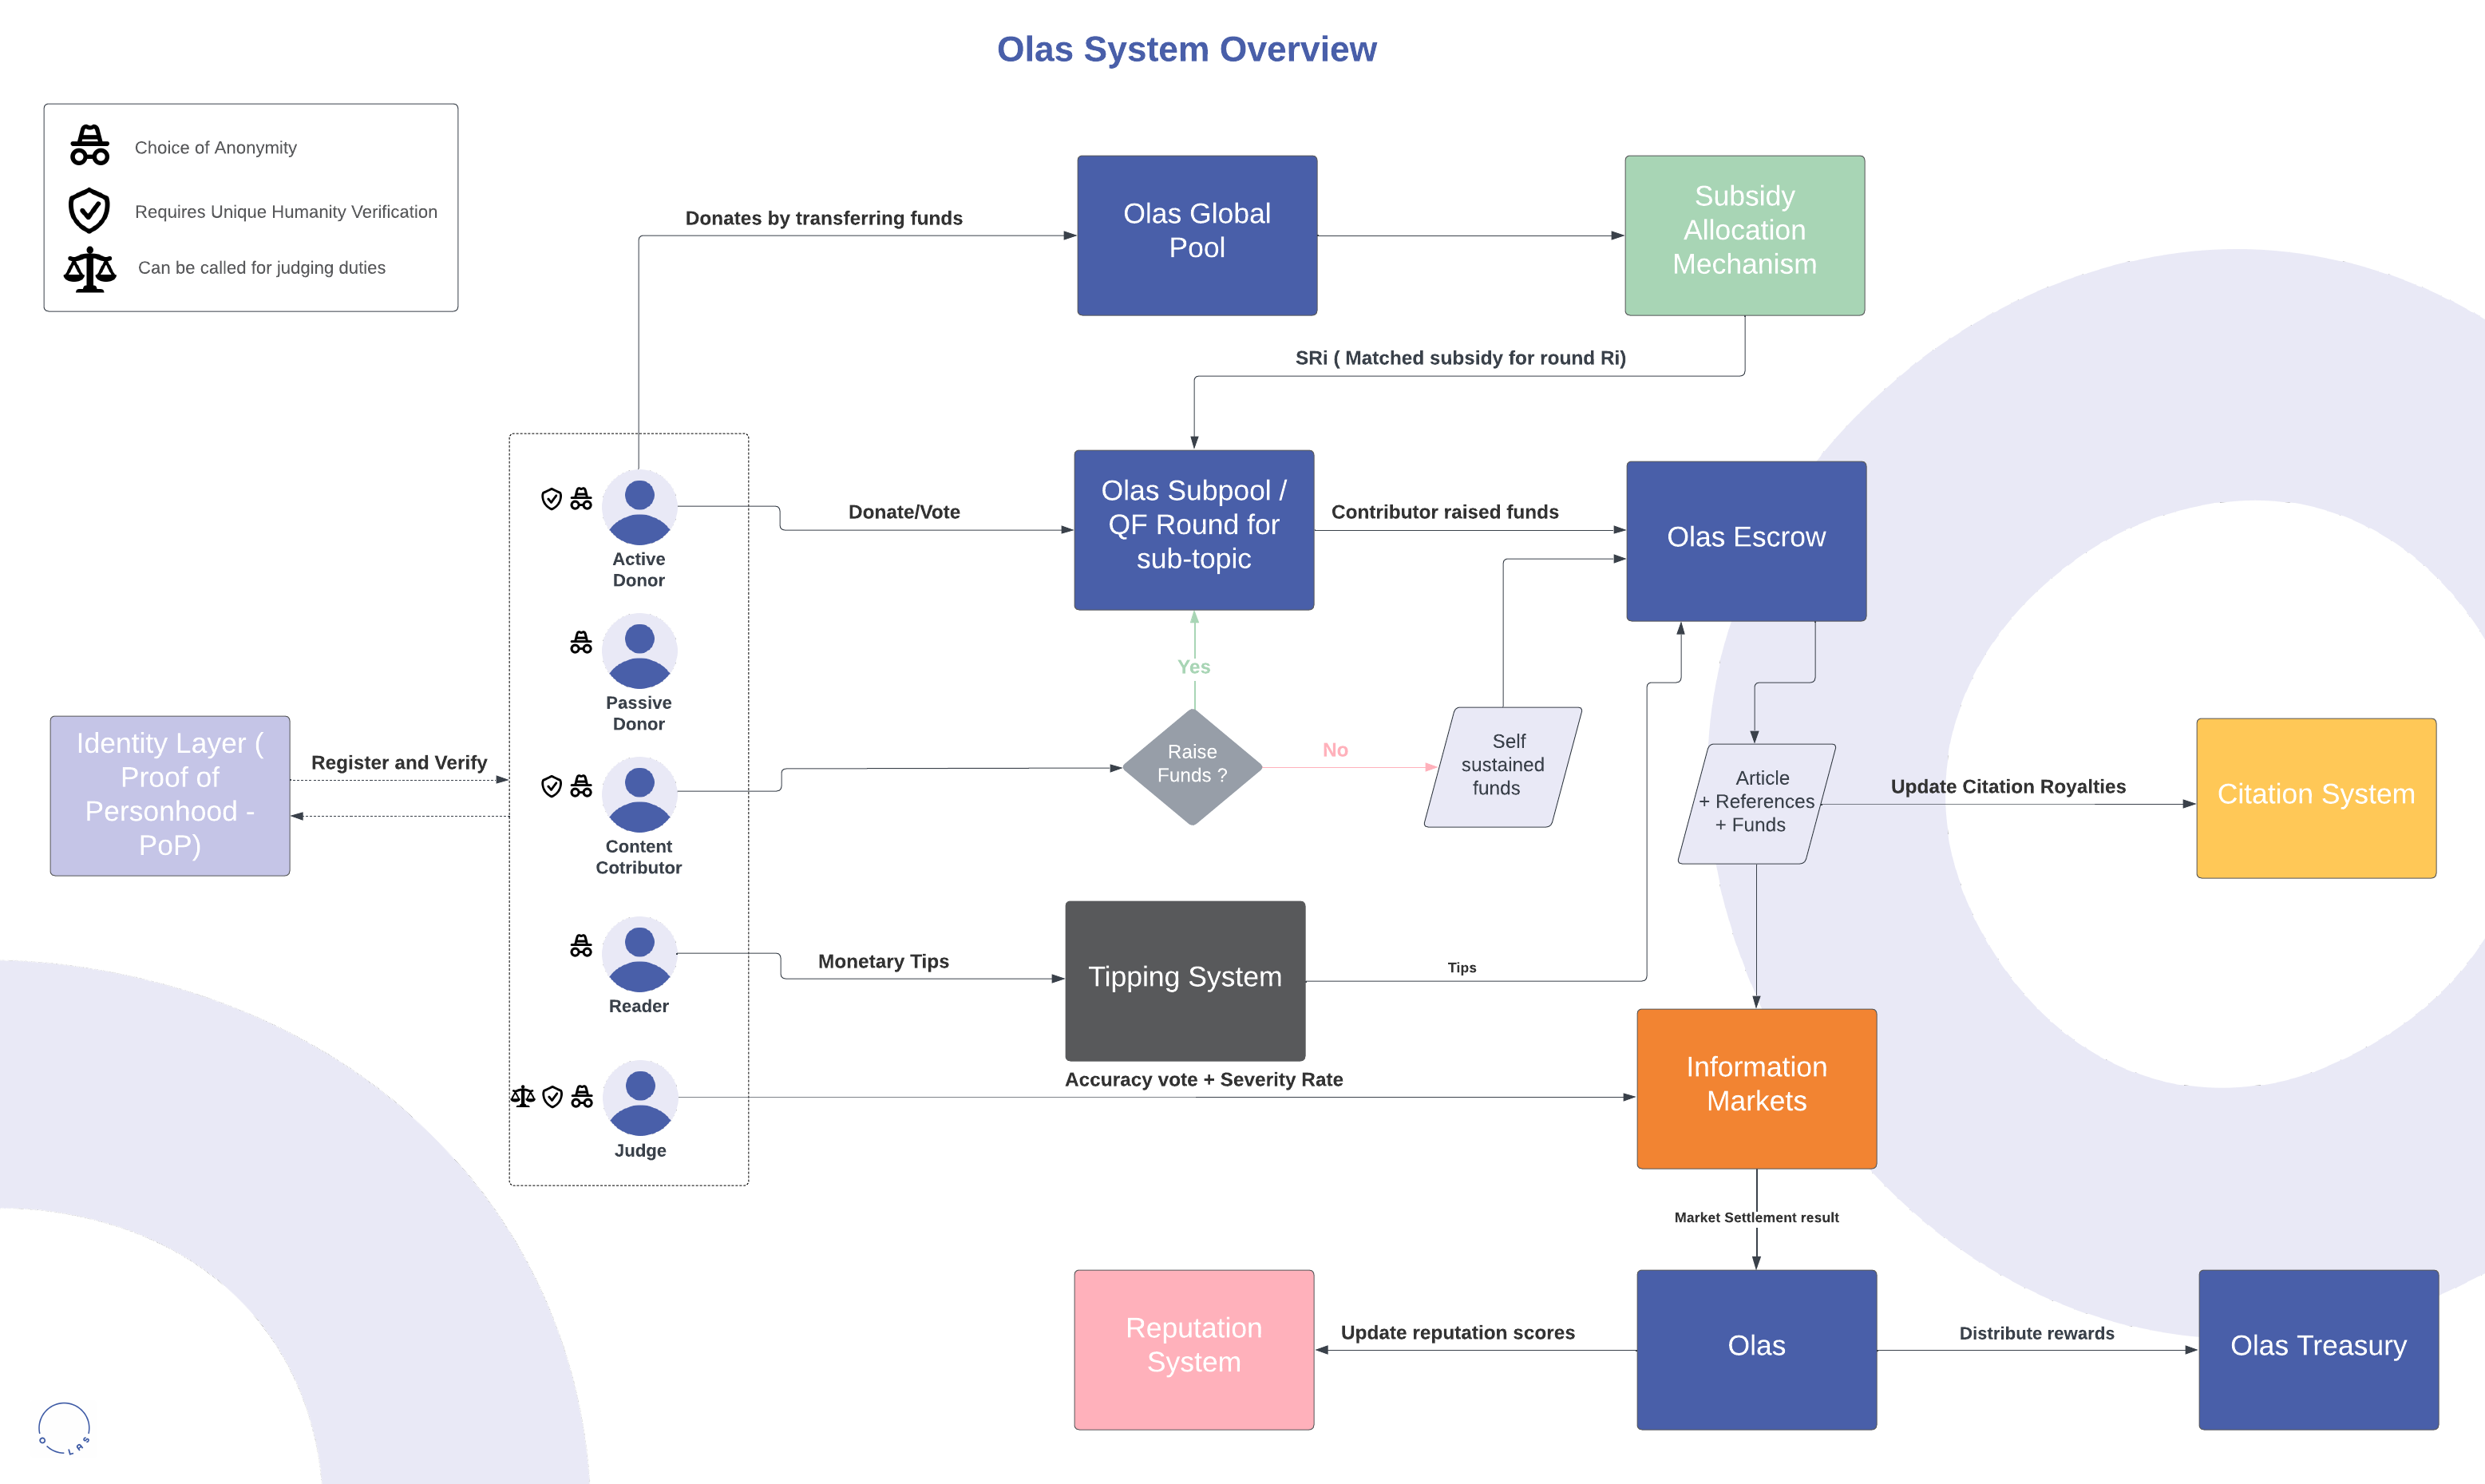 Olas System Overview
Choice of Anonymity
Requires Unique Humanity Verification
Can be called for judging duties
Donates by transferring funds
Olas Global
Pool
Subsidy
Allocation
Mechanism
SRi ( Matched subsidy for round Ri)
Active
Donor
Donate/Vote
Olas Subpool /
QF Round for
sub-topic
Contributor raised funds
Olas Escrow
Passive
Donor
Yes
Identity Layer (
Proof of
Personhood -
PoP)
Register and Verify
Content
Cotributor
Raise
Funds ?
No
Self
sustained
funds
Article
+ References
+ Funds
Update Citation Royalties
Citation System
Reader
Monetary Tips
Tipping System
Tips
Judge
Accuracy vote + Severity Rate
Information
Markets
Market Settlement result
Reputation
System
Update reputation scores
Olas
Distribute rewards
Olas Treasury
O LAS